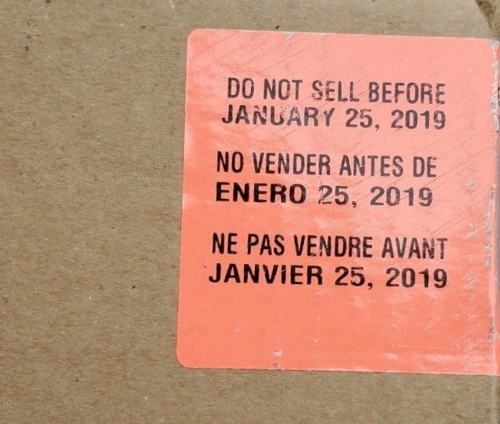 DO NOT SELL BEFORE
JANUARY 25, 2019
NO VENDER ANTES DE
ENERO 25, 2019
NE PAS VENDRE AVANT
JANVIER 25, 2019